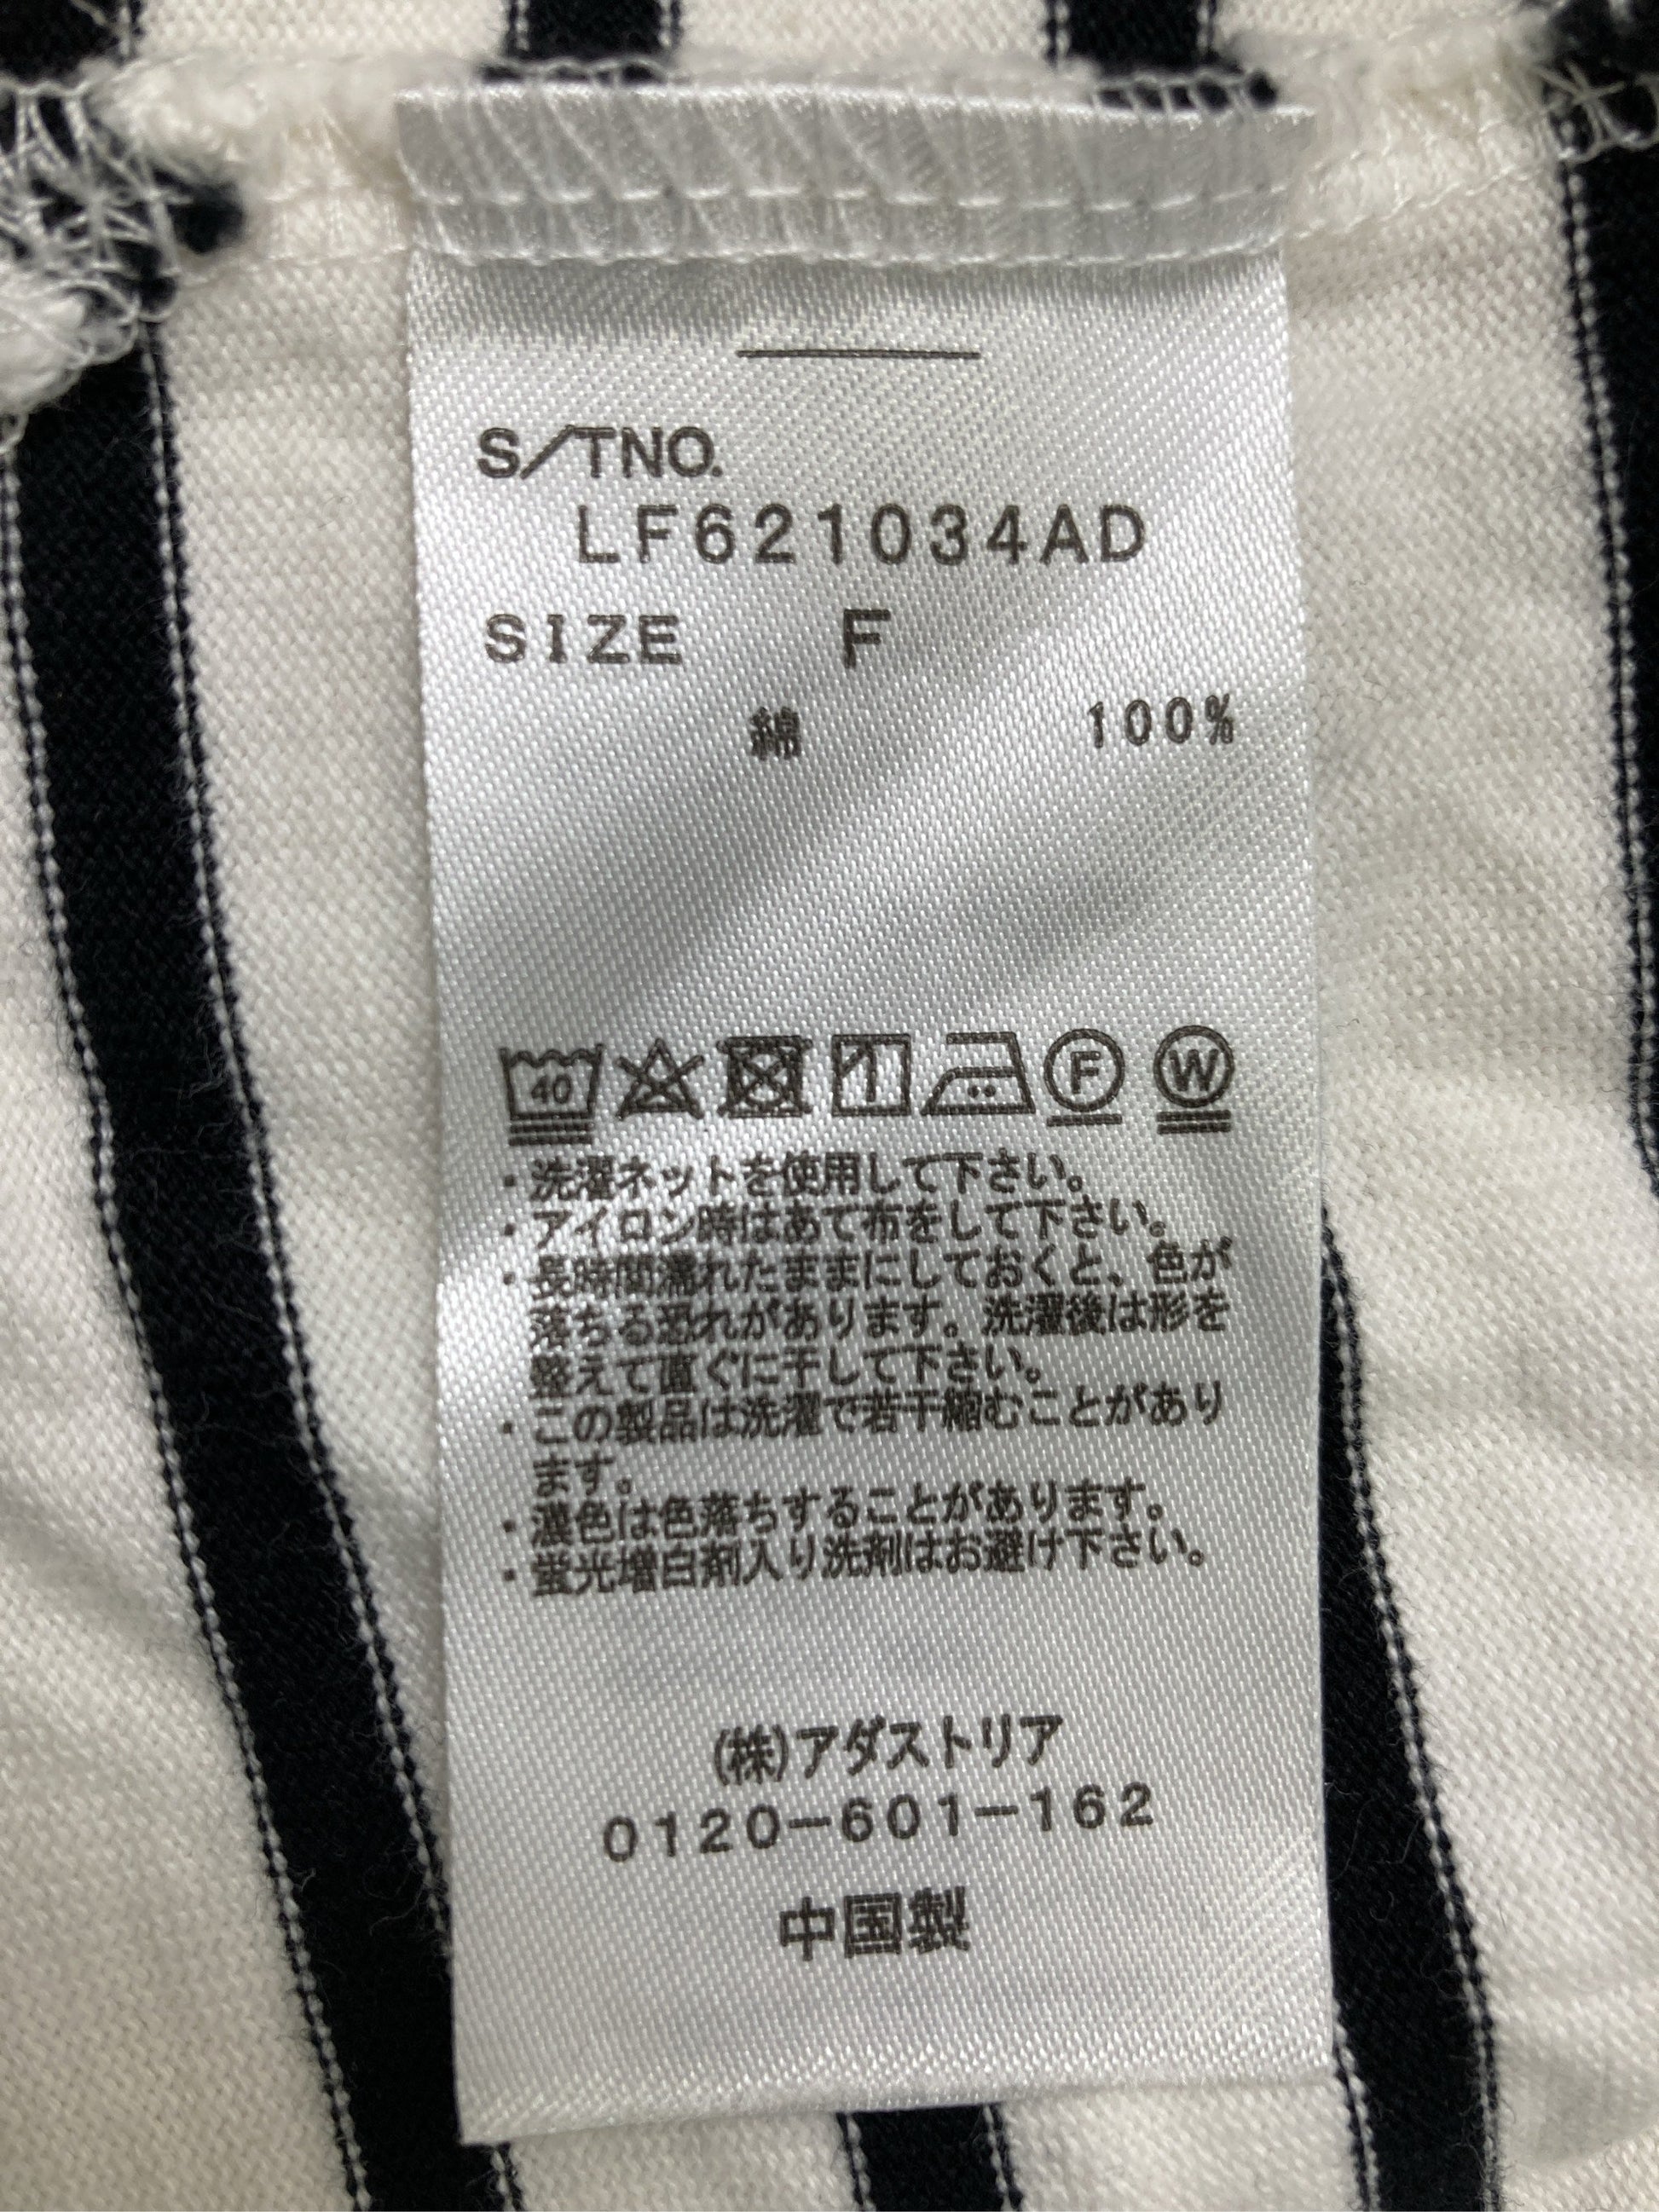 S/TNO.
LF621034AD
SIZE F
綿 100%
40 F W
・洗濯ネットを使用して下さい。
・アイロン時はあて布をして下さい。
・長時間濡れたままにしておくと、色が
落ちる恐れがあります。洗濯後は形を
整えて直ぐに干して下さい。
・この製品は洗濯で若干縮むことがあり
ます。
・濃色は色落ちすることがあります。
・蛍光増白剤入り洗剤はお避け下さい。
(株)アダストリア
0120-601-162
中国製